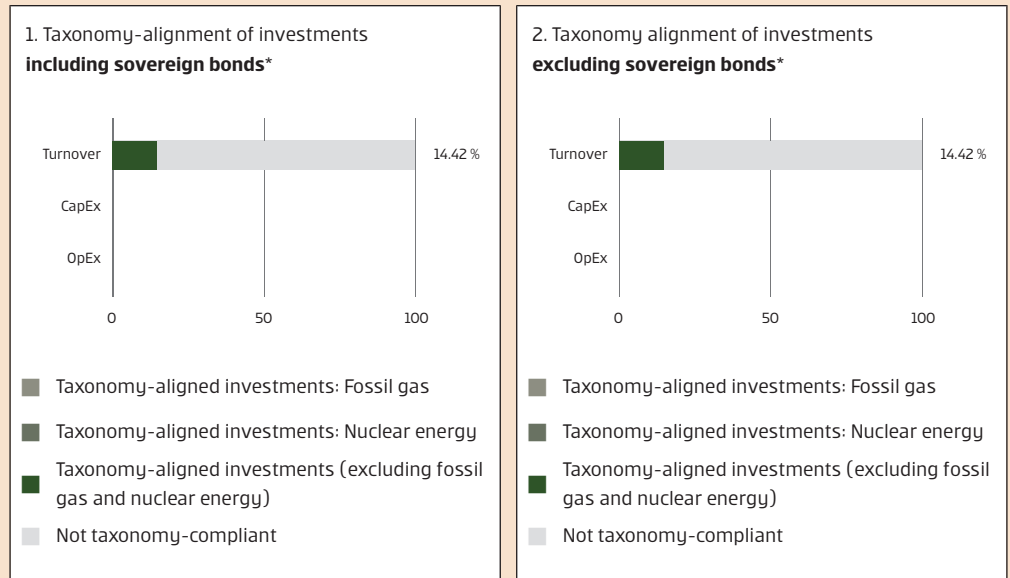 1. Taxonomy-alignment of investments
including sovereign bonds*
Turnover
14.42 %
CapEx
OpEx
0 50 100
Taxonomy-aligned investments: Fossil gas
Taxonomy-aligned investments: Nuclear energy
Taxonomy-aligned investments (excluding fossil
gas and nuclear energy)
Not taxonomy-compliant
2. Taxonomy alignment of investments
excluding sovereign bonds*
Turnover
14.42 %
CapEx
OpEx
0 50 100
Taxonomy-aligned investments: Fossil gas
Taxonomy-aligned investments: Nuclear energy
Taxonomy-aligned investments (excluding fossil
gas and nuclear energy)
Not taxonomy-compliant